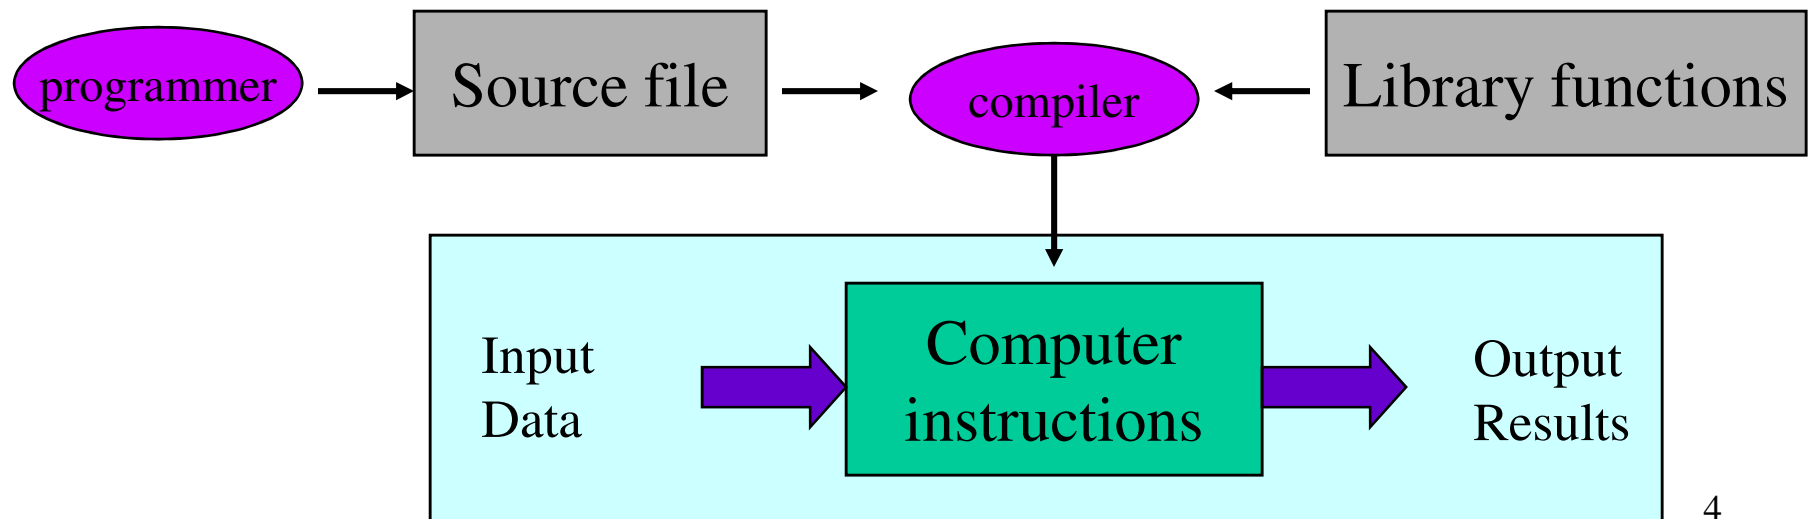 programmer
Source file
compiler
Library functions
Input
Data
Computer
instructions
Output
Results
4